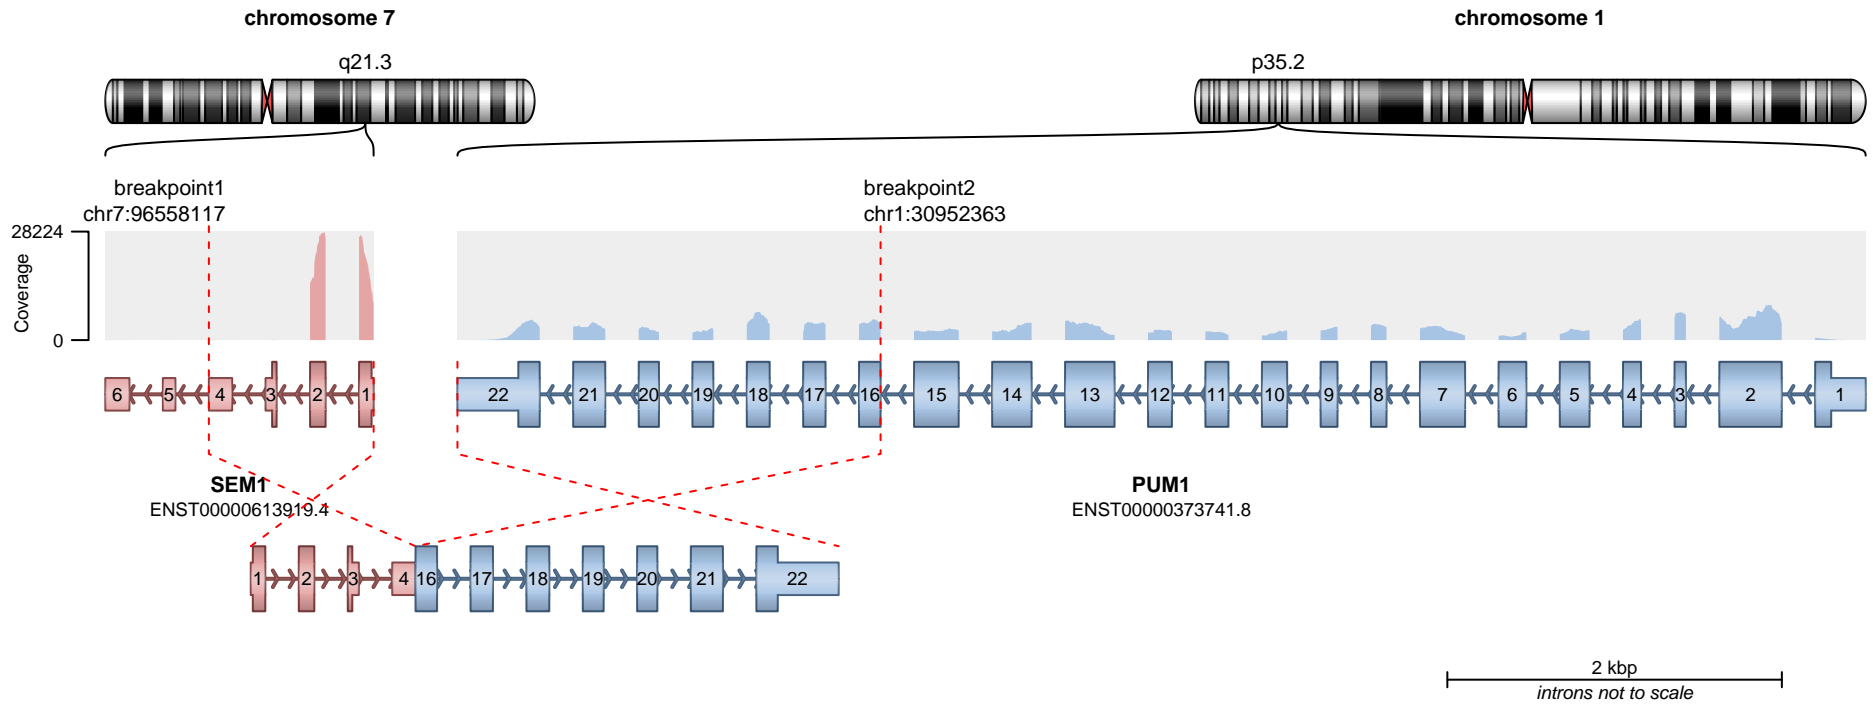 chromosome 7
chromosome 1
q21.3
p35.2
breakpoint1
chr7:96558117
breakpoint2
chr1:30952363
28224
Coverage
0
6 5 4 3 2 1
22 21 20 19 18 17 16 15 14 13 12 11 10 9 8 7 6 5 4 3 2 1
SEM1
ENST00000613919.4
PUM1
ENST00000373741.8
1 2 3 4 16 17 18 19 20 21 22
2 kbp
introns not to scale